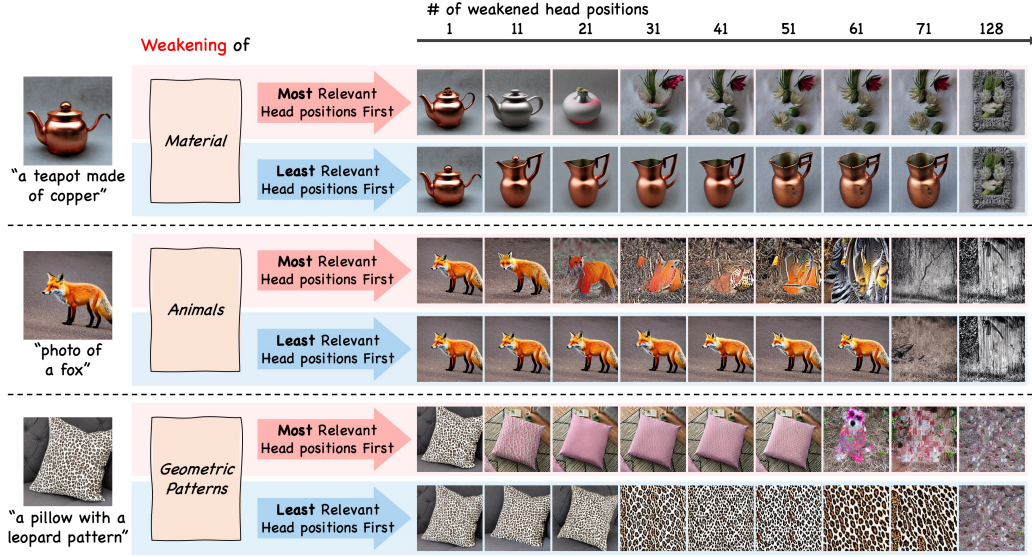 # of weakened head positions
1 11 21 31 41 51 61 71 128
Weakening of
Material
Most Relevant
Head positions First
Least Relevant
Head positions First
"a teapot made
of copper"
Animals
Most Relevant
Head positions First
Least Relevant
Head positions First
"photo of
a fox"
Geometric
Patterns
Most Relevant
Head positions First
Least Relevant
Head positions First
"a pillow with a
leopard pattern"